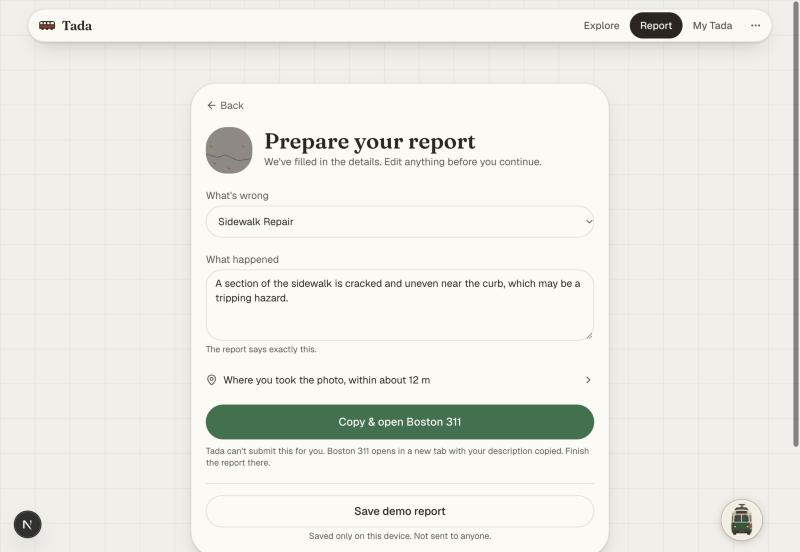 Tada
Explore
Report
My Tada
Back
Prepare your report
We've filled in the details. Edit anything before you continue.
What's wrong
Sidewalk Repair
What happened
A section of the sidewalk is cracked and uneven near the curb, which may be a
tripping hazard.
The report says exactly this.
Where you took the photo, within about 12 m
Copy & open Boston 311
Tada can't submit this for you. Boston 311 opens in a new tab with your description copied. Finish
the report there.
Save demo report
Saved only on this device. Not sent to anyone.
N